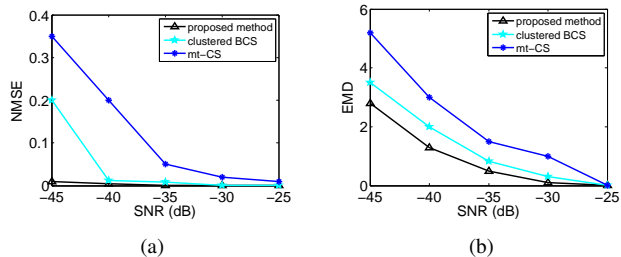 0.4
0.3
0.2
0.1
0
NMSE
−45
−40
−35
−30
−25
SNR (dB)
proposed method
clustered BCS
mt−CS
(a)
6
4
2
0
EMD
−45
−40
−35
−30
−25
SNR (dB)
proposed method
clustered BCS
mt−CS
(b)